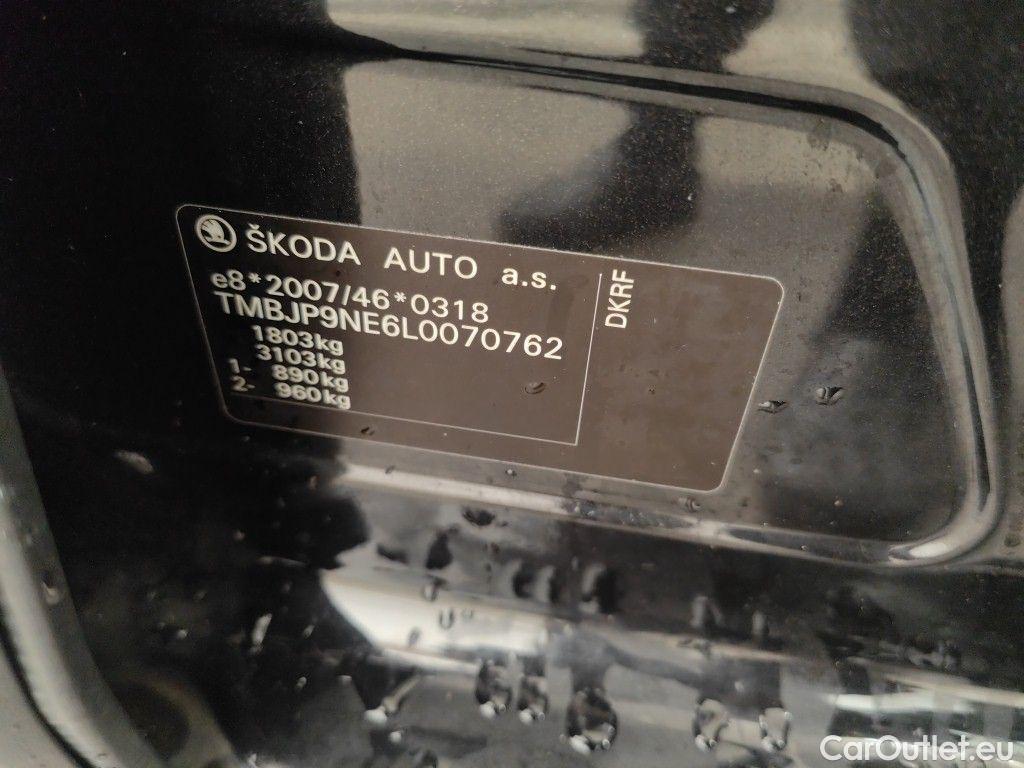 ŠKODA AUTO a.s.
e8*2007/46*0318
TMBJP9NE6L0070762
1803kg
3103kg
1- 890kg
2- 960kg
DKRF
CarOutlet.eu